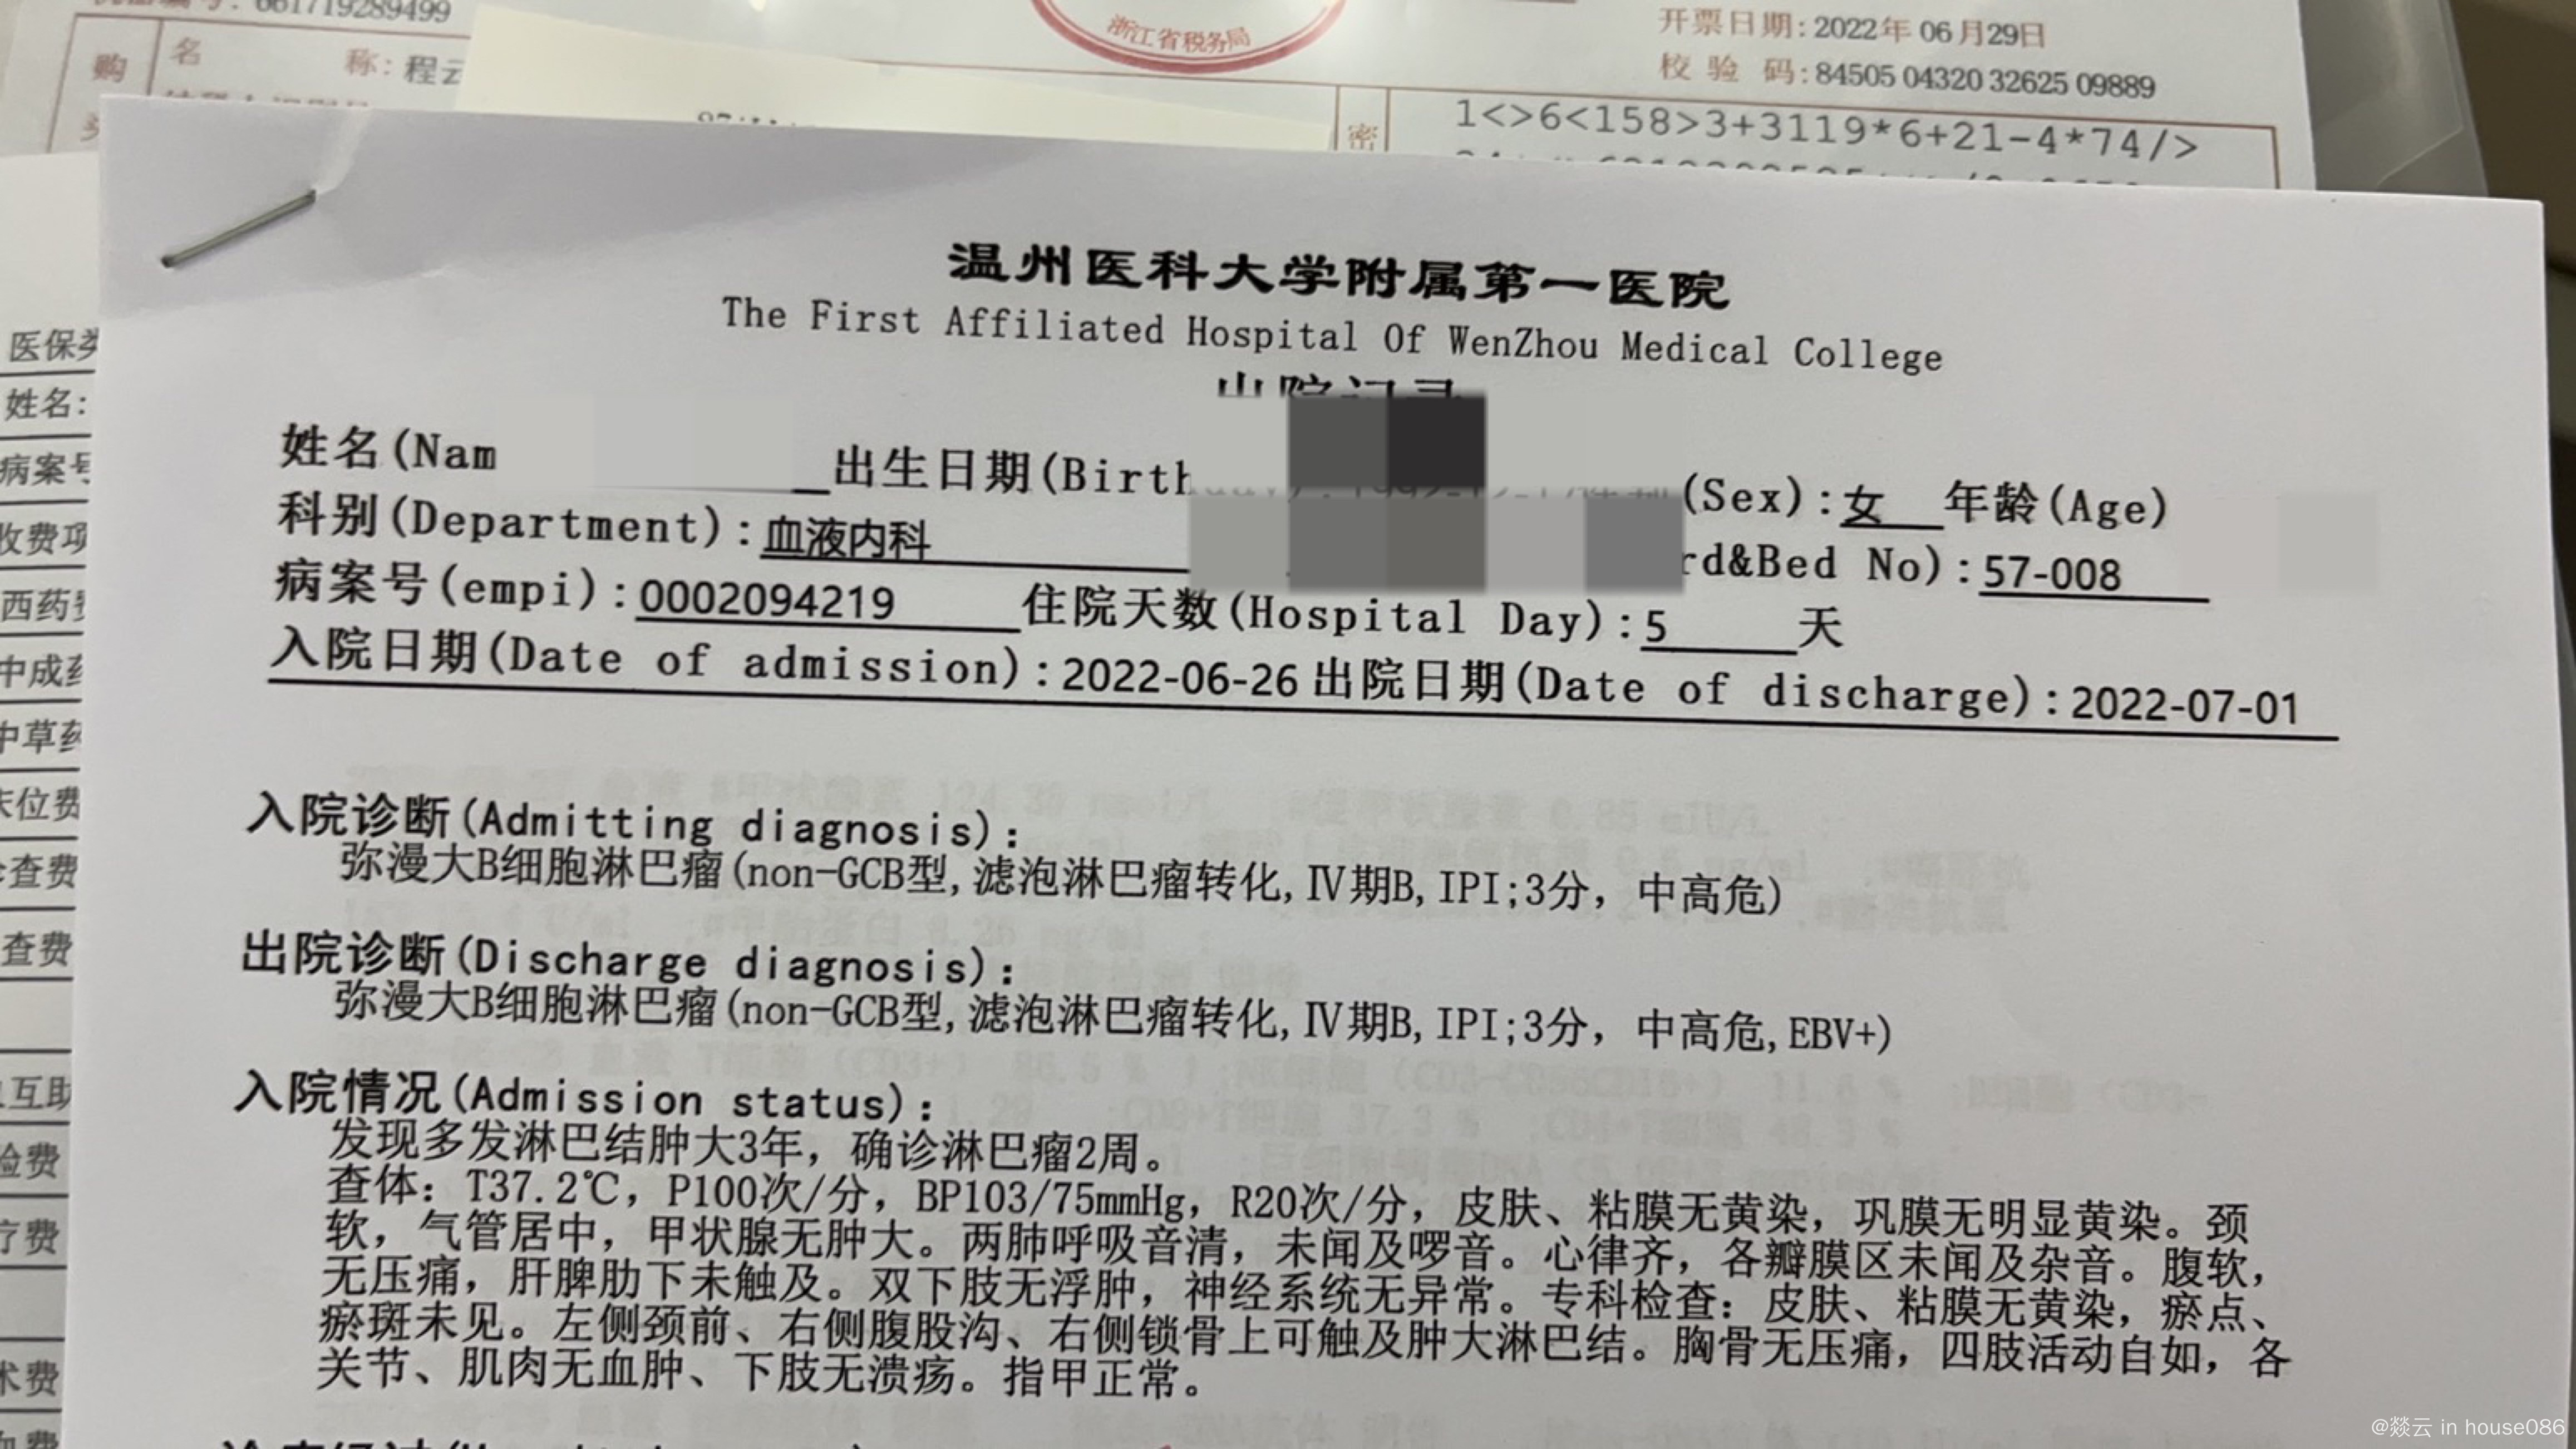 661719289499
浙江省税务局
开票日期: 2022年06月29日
校 验 码: 84505 04320 32625 09889
购
名 称: 程云
密
1<>6<158>3+3119*6+21-4*74/>
温州医科大学附属第一医院
The First Affiliated Hospital Of WenZhou Medical College
出院记录
姓名(Nam 出生日期(Birth (Sex):女 年龄(Age)
科别(Department):血液内科 rd&Bed No):57-008
病案号(empi):0002094219 住院天数(Hospital Day):5 天
入院日期(Date of admission):2022-06-26 出院日期(Date of discharge):2022-07-01
入院诊断(Admitting diagnosis):
弥漫大B细胞淋巴瘤(non-GCB型,滤泡淋巴瘤转化,Ⅳ期B,IPI;3分，中高危)
出院诊断(Discharge diagnosis):
弥漫大B细胞淋巴瘤(non-GCB型,滤泡淋巴瘤转化,Ⅳ期B,IPI;3分，中高危,EBV+)
入院情况(Admission status):
发现多发淋巴结肿大3年，确诊淋巴瘤2周。
查体：T37.2℃，P100次/分，BP103/75mmHg，R20次/分，皮肤、粘膜无黄染，巩膜无明显黄染。颈
软，气管居中，甲状腺无肿大。两肺呼吸音清，未闻及啰音。心律齐，各瓣膜区未闻及杂音。腹软，
无压痛，肝脾肋下未触及。双下肢无浮肿，神经系统无异常。专科检查：皮肤、粘膜无黄染，瘀点、
瘀斑未见。左侧颈前、右侧腹股沟、右侧锁骨上可触及肿大淋巴结。胸骨无压痛，四肢活动自如，各
关节、肌肉无血肿、下肢无溃疡。指甲正常。
医保类
姓名:
病案号
收费项
西药费
中成药
中草药
床位费
查费
查费
互助
验费
疗费
术费
血费
@燚云 in house086